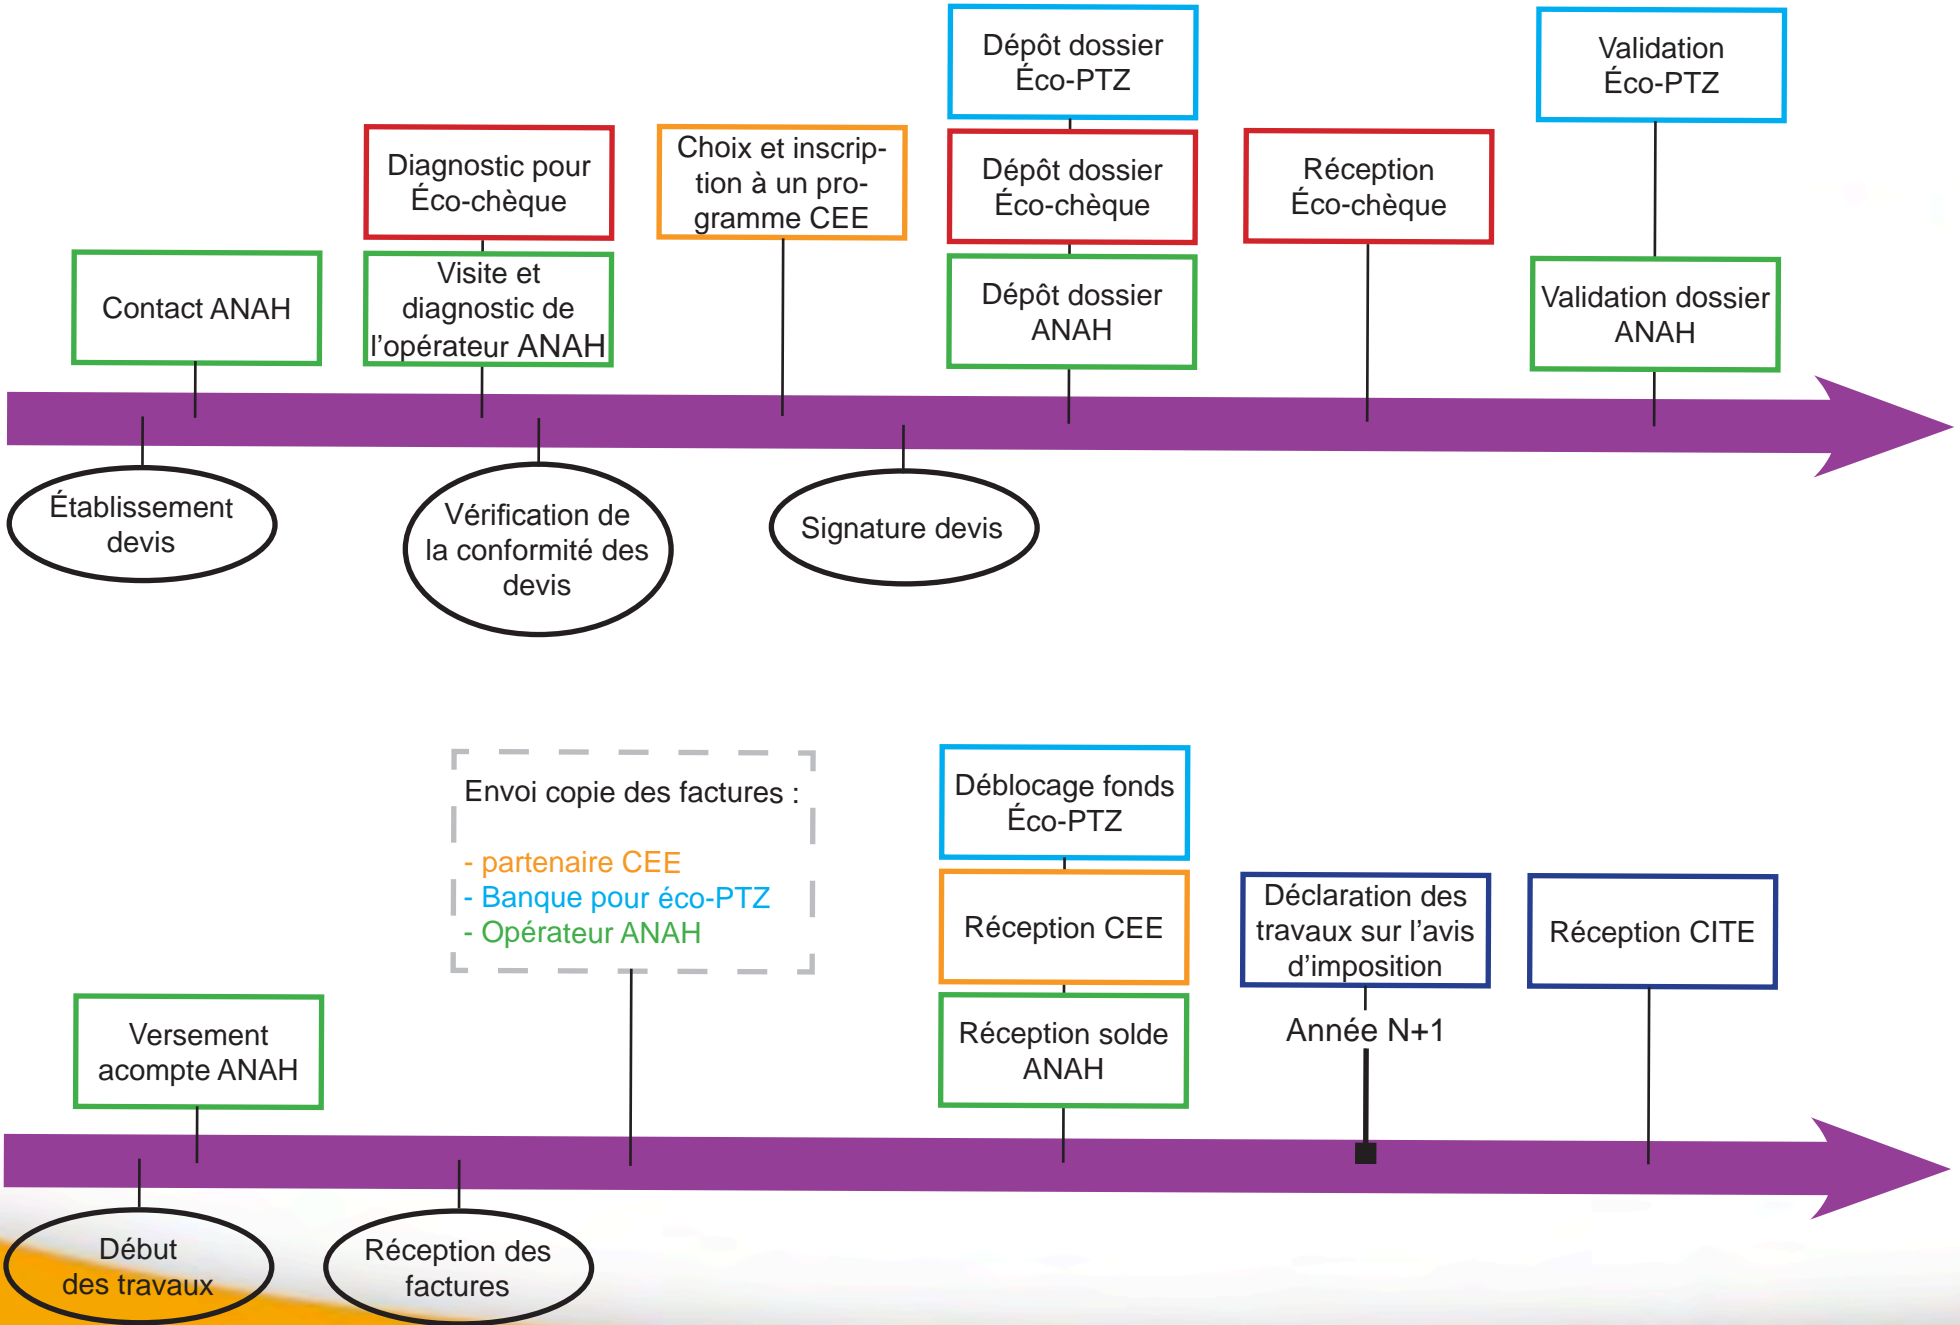 Dépôt dossier
Éco-PTZ
Validation
Éco-PTZ
Diagnostic pour
Éco-chèque
Choix et inscrip-
tion à un pro-
gramme CEE
Dépôt dossier
Éco-chèque
Réception
Éco-chèque
Contact ANAH
Visite et
diagnostic de
l'opérateur ANAH
Dépôt dossier
ANAH
Validation dossier
ANAH
Établissement
devis
Vérification de
la conformité des
devis
Signature devis
Envoi copie des factures :
- partenaire CEE
- Banque pour éco-PTZ
- Opérateur ANAH
Déblocage fonds
Éco-PTZ
Réception CEE
Déclaration des
travaux sur l'avis
d'imposition
Réception CITE
Versement
acompte ANAH
Réception solde
ANAH
Année N+1
Début
des travaux
Réception des
factures